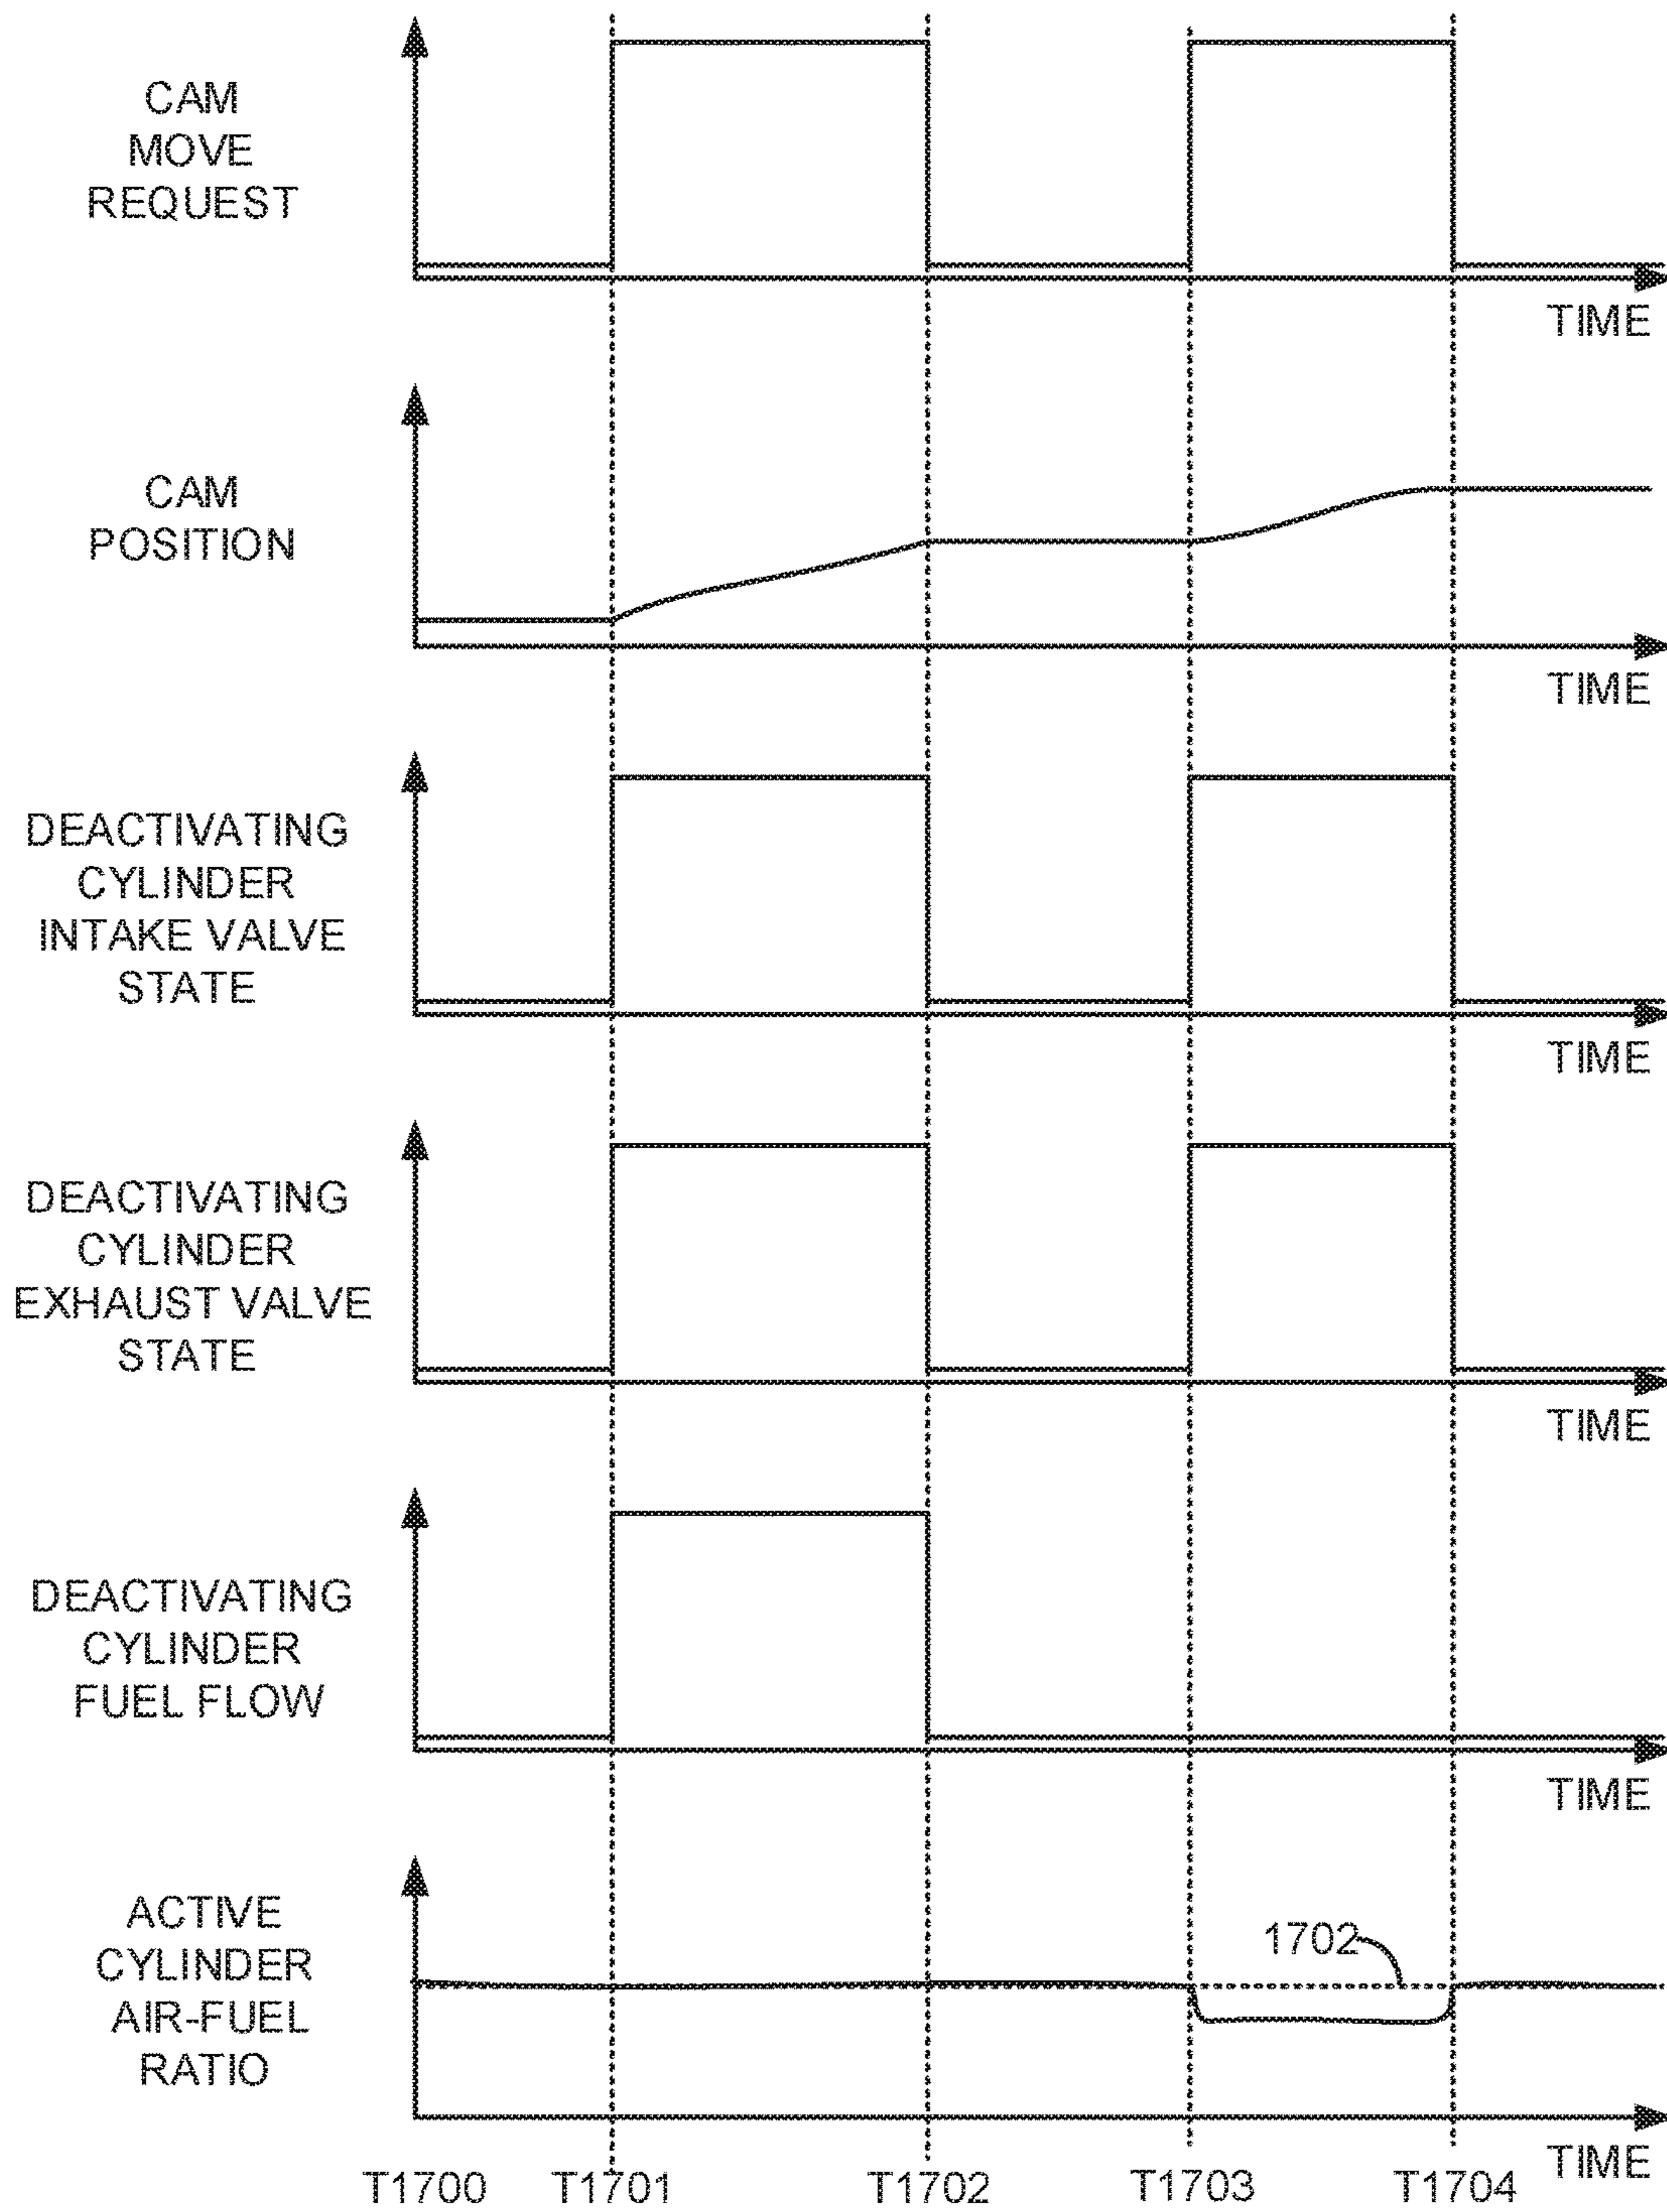 CAM
MOVE
REQUEST
TIME
CAM
POSITION
TIME
DEACTIVATING
CYLINDER
INTAKE VALVE
STATE
TIME
DEACTIVATING
CYLINDER
EXHAUST VALVE
STATE
TIME
DEACTIVATING
CYLINDER
FUEL FLOW
TIME
ACTIVE
CYLINDER
AIR-FUEL
RATIO
1702
TIME
T1700 T1701 T1702 T1703 T1704